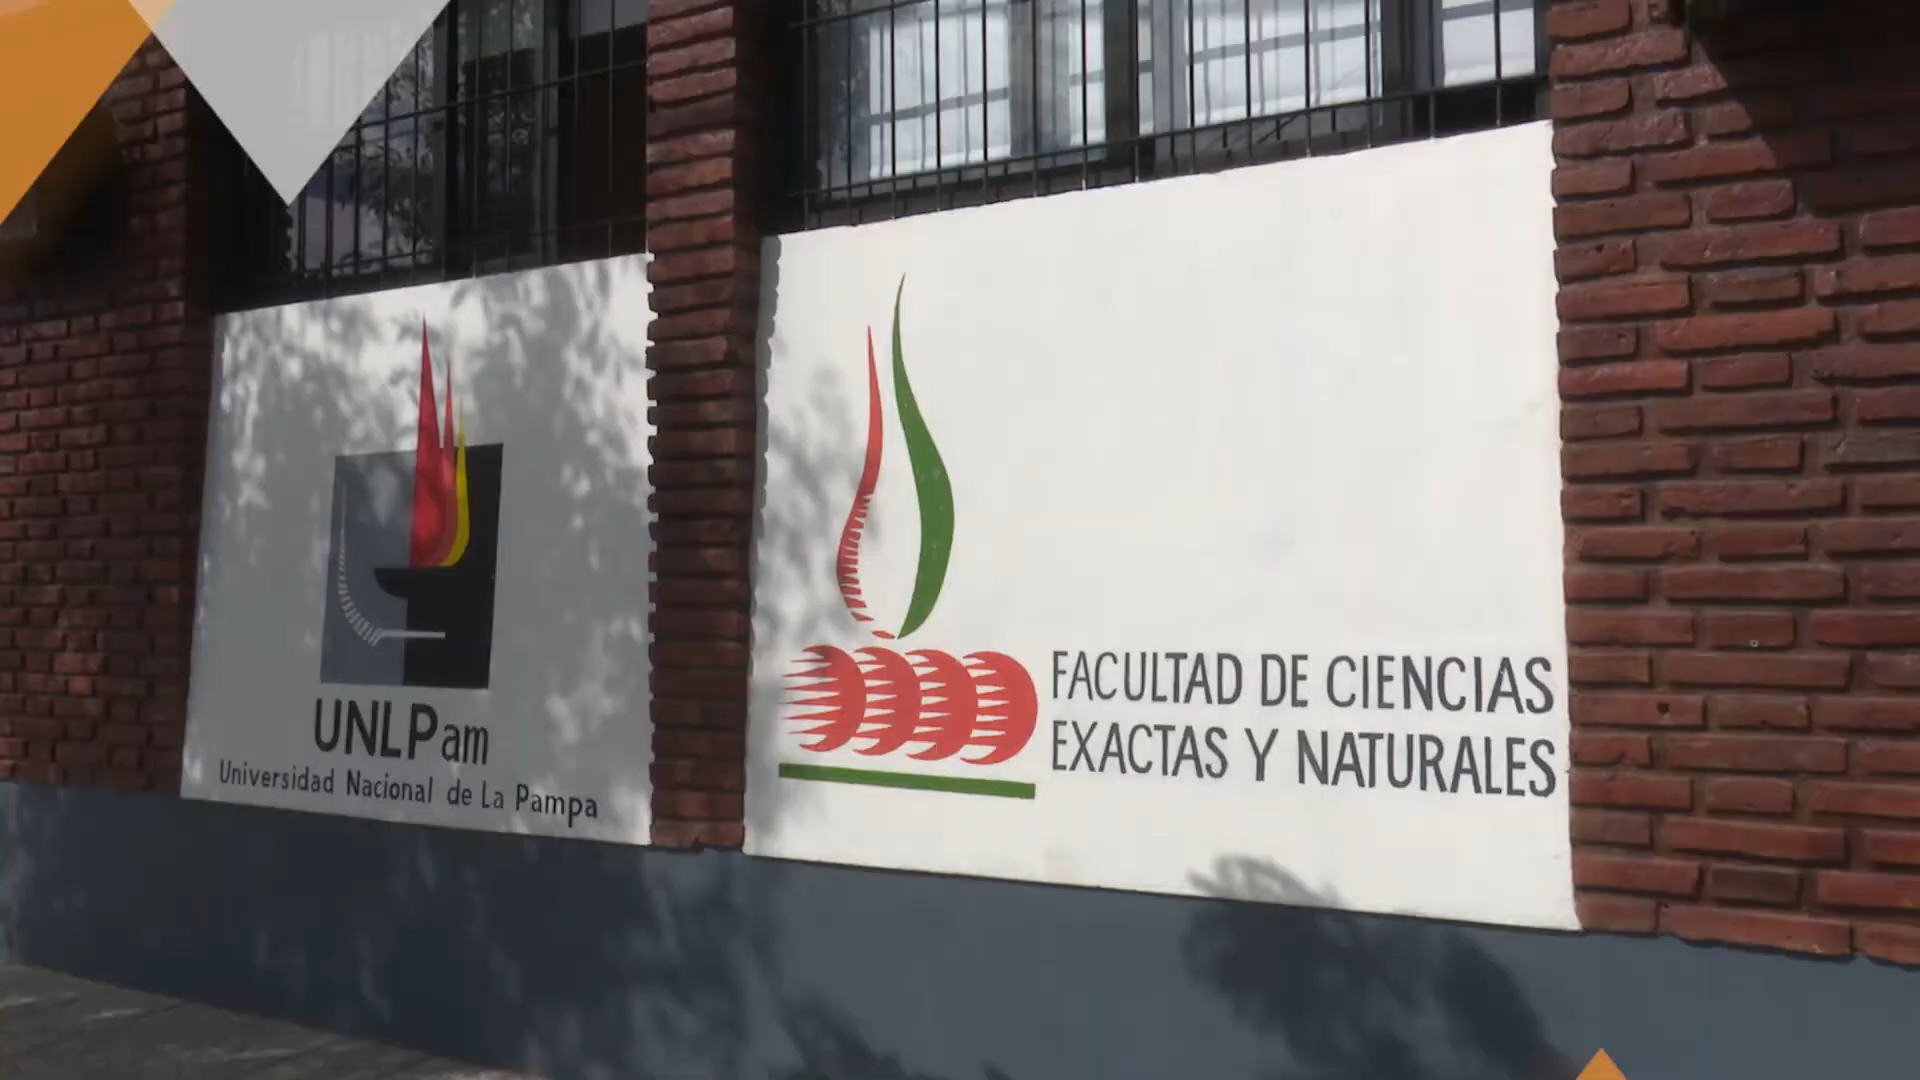 UNLPam
Universidad Nacional de La Pampa
FACULTAD DE CIENCIAS
EXACTAS Y NATURALES